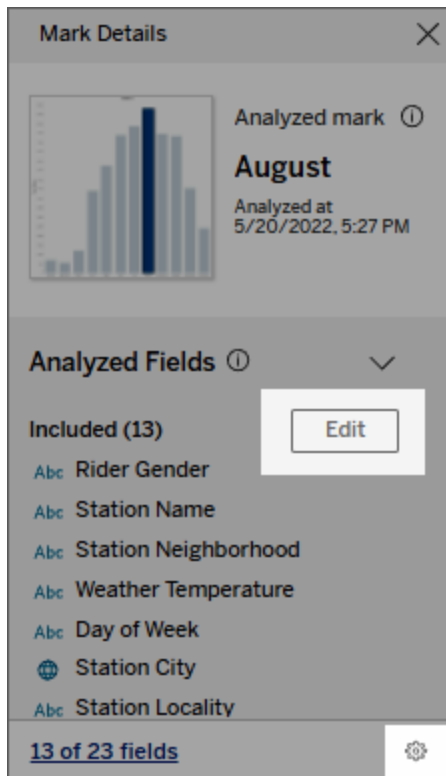 Mark Details
Analyzed mark
August
Analyzed at
5/20/2022, 5:27 PM
Analyzed Fields
Included (13)
Edit
Abc Rider Gender
Abc Station Name
Abc Station Neighborhood
Abc Weather Temperature
Abc Day of Week
Station City
Abc Station Locality
13 of 23 fields